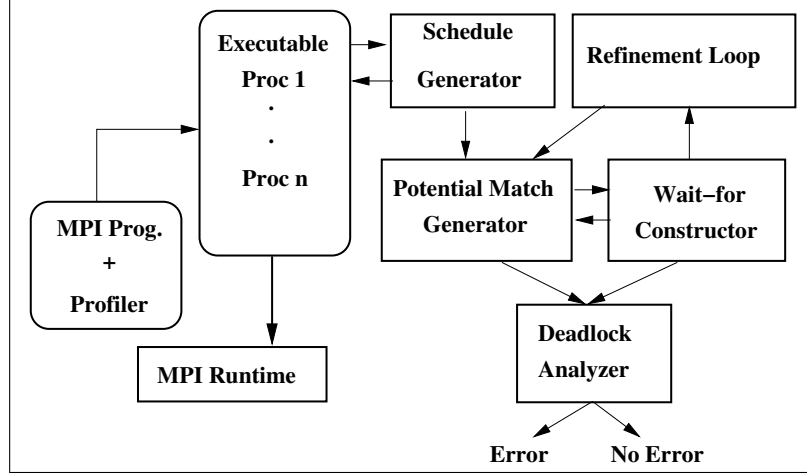 Executable
Proc 1
.
.
Proc n
Schedule
Generator
Refinement Loop
MPI Prog.
+
Profiler
Potential Match
Generator
Wait–for
Constructor
MPI Runtime
Deadlock
Analyzer
Error
No Error